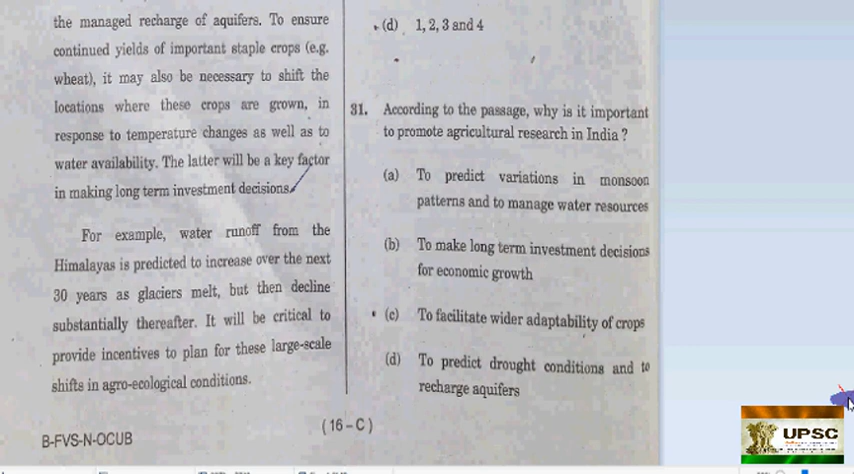 the managed recharge of aquifers. To ensure
continued yields of important staple crops (e.g.
wheat), it may also be necessary to shift the
locations where these crops are grown, in
response to temperature changes as well as to
water availability. The latter will be a key factor
in making long term investment decisions.
For example, water runoff from the
Himalayas is predicted to increase over the next
30 years as glaciers melt, but then decline
substantially thereafter. It will be critical to
provide incentives to plan for these large-scale
shifts in agro-ecological conditions.
(d) 1, 2, 3 and 4
31. According to the passage, why is it important
to promote agricultural research in India ?
(a) To predict variations in monsoon
patterns and to manage water resources
(b) To make long term investment decisions
for economic growth
(c) To facilitate wider adaptability of crops
(d) To predict drought conditions and to
recharge aquifers
B-FVS-N-OCUB
(16 – C)
UPSC